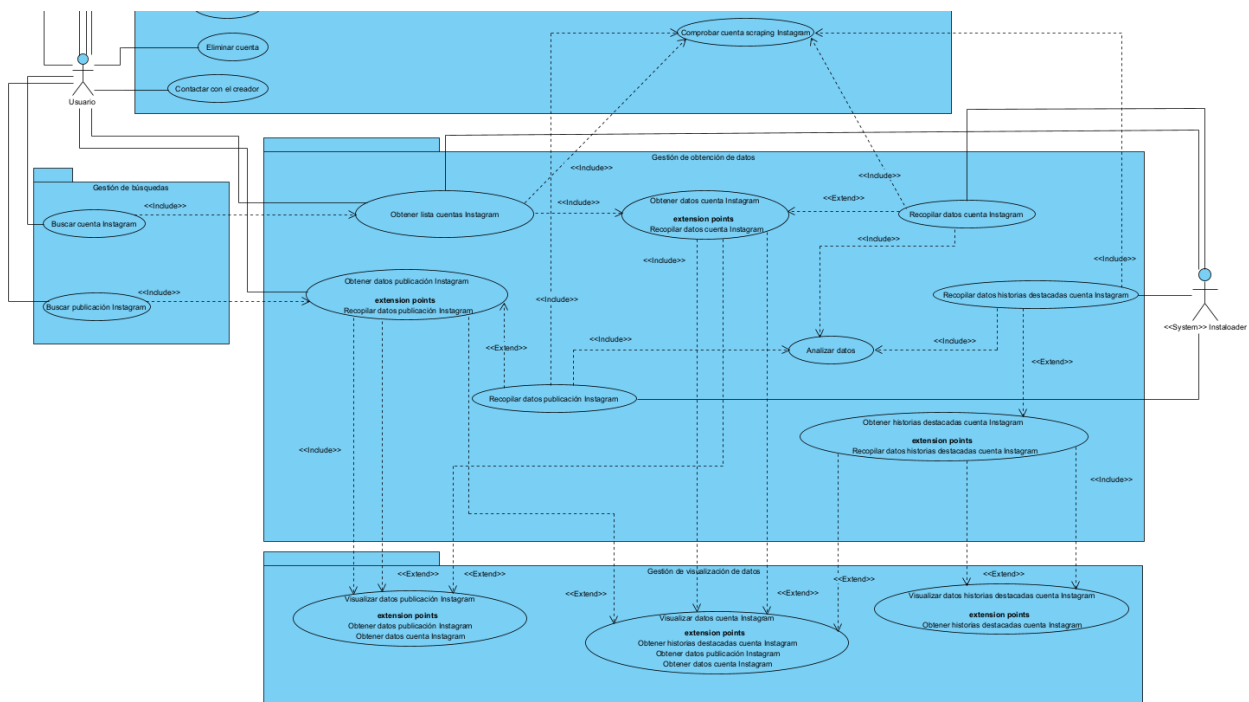 Comprobar cuenta scraping Instagram
Eliminar cuenta
Contactar con el creador
Usuario
Gestión de obtención de datos
<<Include>>
<<Include>>
Gestión de búsquedas
<<Include>>
Buscar cuenta Instagram
Obtener lista cuentas Instagram
<<Include>>
Obtener datos cuenta Instagram
extension points
Recopilar datos cuenta Instagram
<<Extend>>
Recopilar datos cuenta Instagram
<<Include>>
<<Include>>
<<Include>>
Obtener datos publicación Instagram
extension points
Recopilar datos publicación Instagram
<<Include>>
Buscar publicación Instagram
<<Include>>
Recopilar datos historias destacadas cuenta Instagram
<<System>> Instaloader
<<Extend>>
<<Include>>
Analizar datos
<<Include>>
<<Extend>>
Recopilar datos publicación Instagram
Obtener historias destacadas cuenta Instagram
extension points
Recopilar datos historias destacadas cuenta Instagram
<<Include>>
<<Include>>
Gestión de visualización de datos
<<Extend>>
<<Extend>>
<<Extend>>
<<Extend>>
<<Extend>>
Visualizar datos publicación Instagram
extension points
Obtener datos publicación Instagram
Obtener datos cuenta Instagram
Visualizar datos cuenta Instagram
extension points
Obtener historias destacadas cuenta Instagram
Obtener datos publicación Instagram
Obtener datos cuenta Instagram
Visualizar datos historias destacadas cuenta Instagram
extension points
Obtener historias destacadas cuenta Instagram